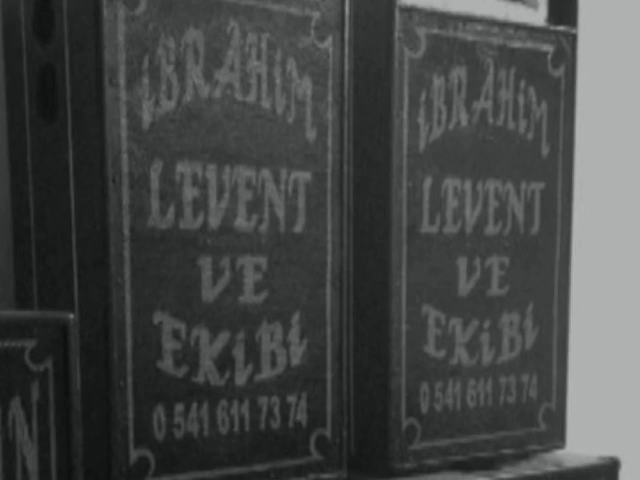 İBRAHİM
LEVENT
VE
EKİBİ
0 541 611 73 74
İBRAHİM
LEVENT
VE
EKİBİ
0 541 611 73 74